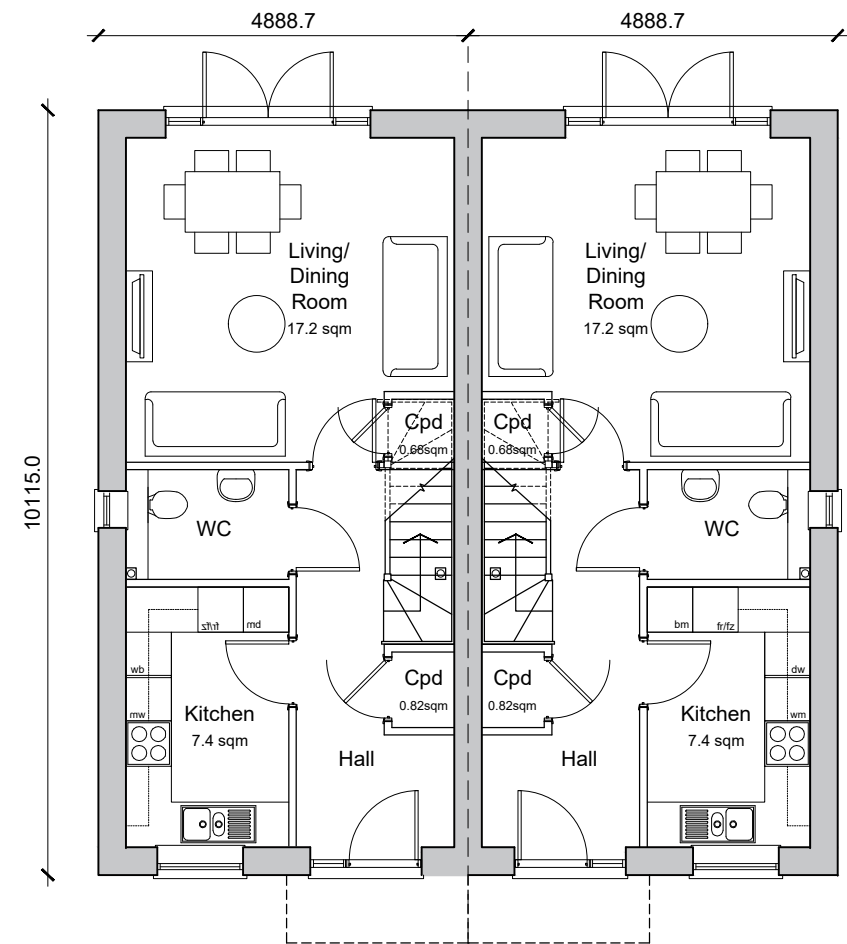 4888.7
4888.7
10115.0
Living/
Dining
Room
17.2 sqm
Living/
Dining
Room
17.2 sqm
Cpd
0.68sqm
Cpd
0.68sqm
WC
WC
fr/fz
md
bm
fr/fz
wb
mw
dw
wm
Kitchen
7.4 sqm
Cpd
0.82sqm
Cpd
0.82sqm
Kitchen
7.4 sqm
Hall
Hall